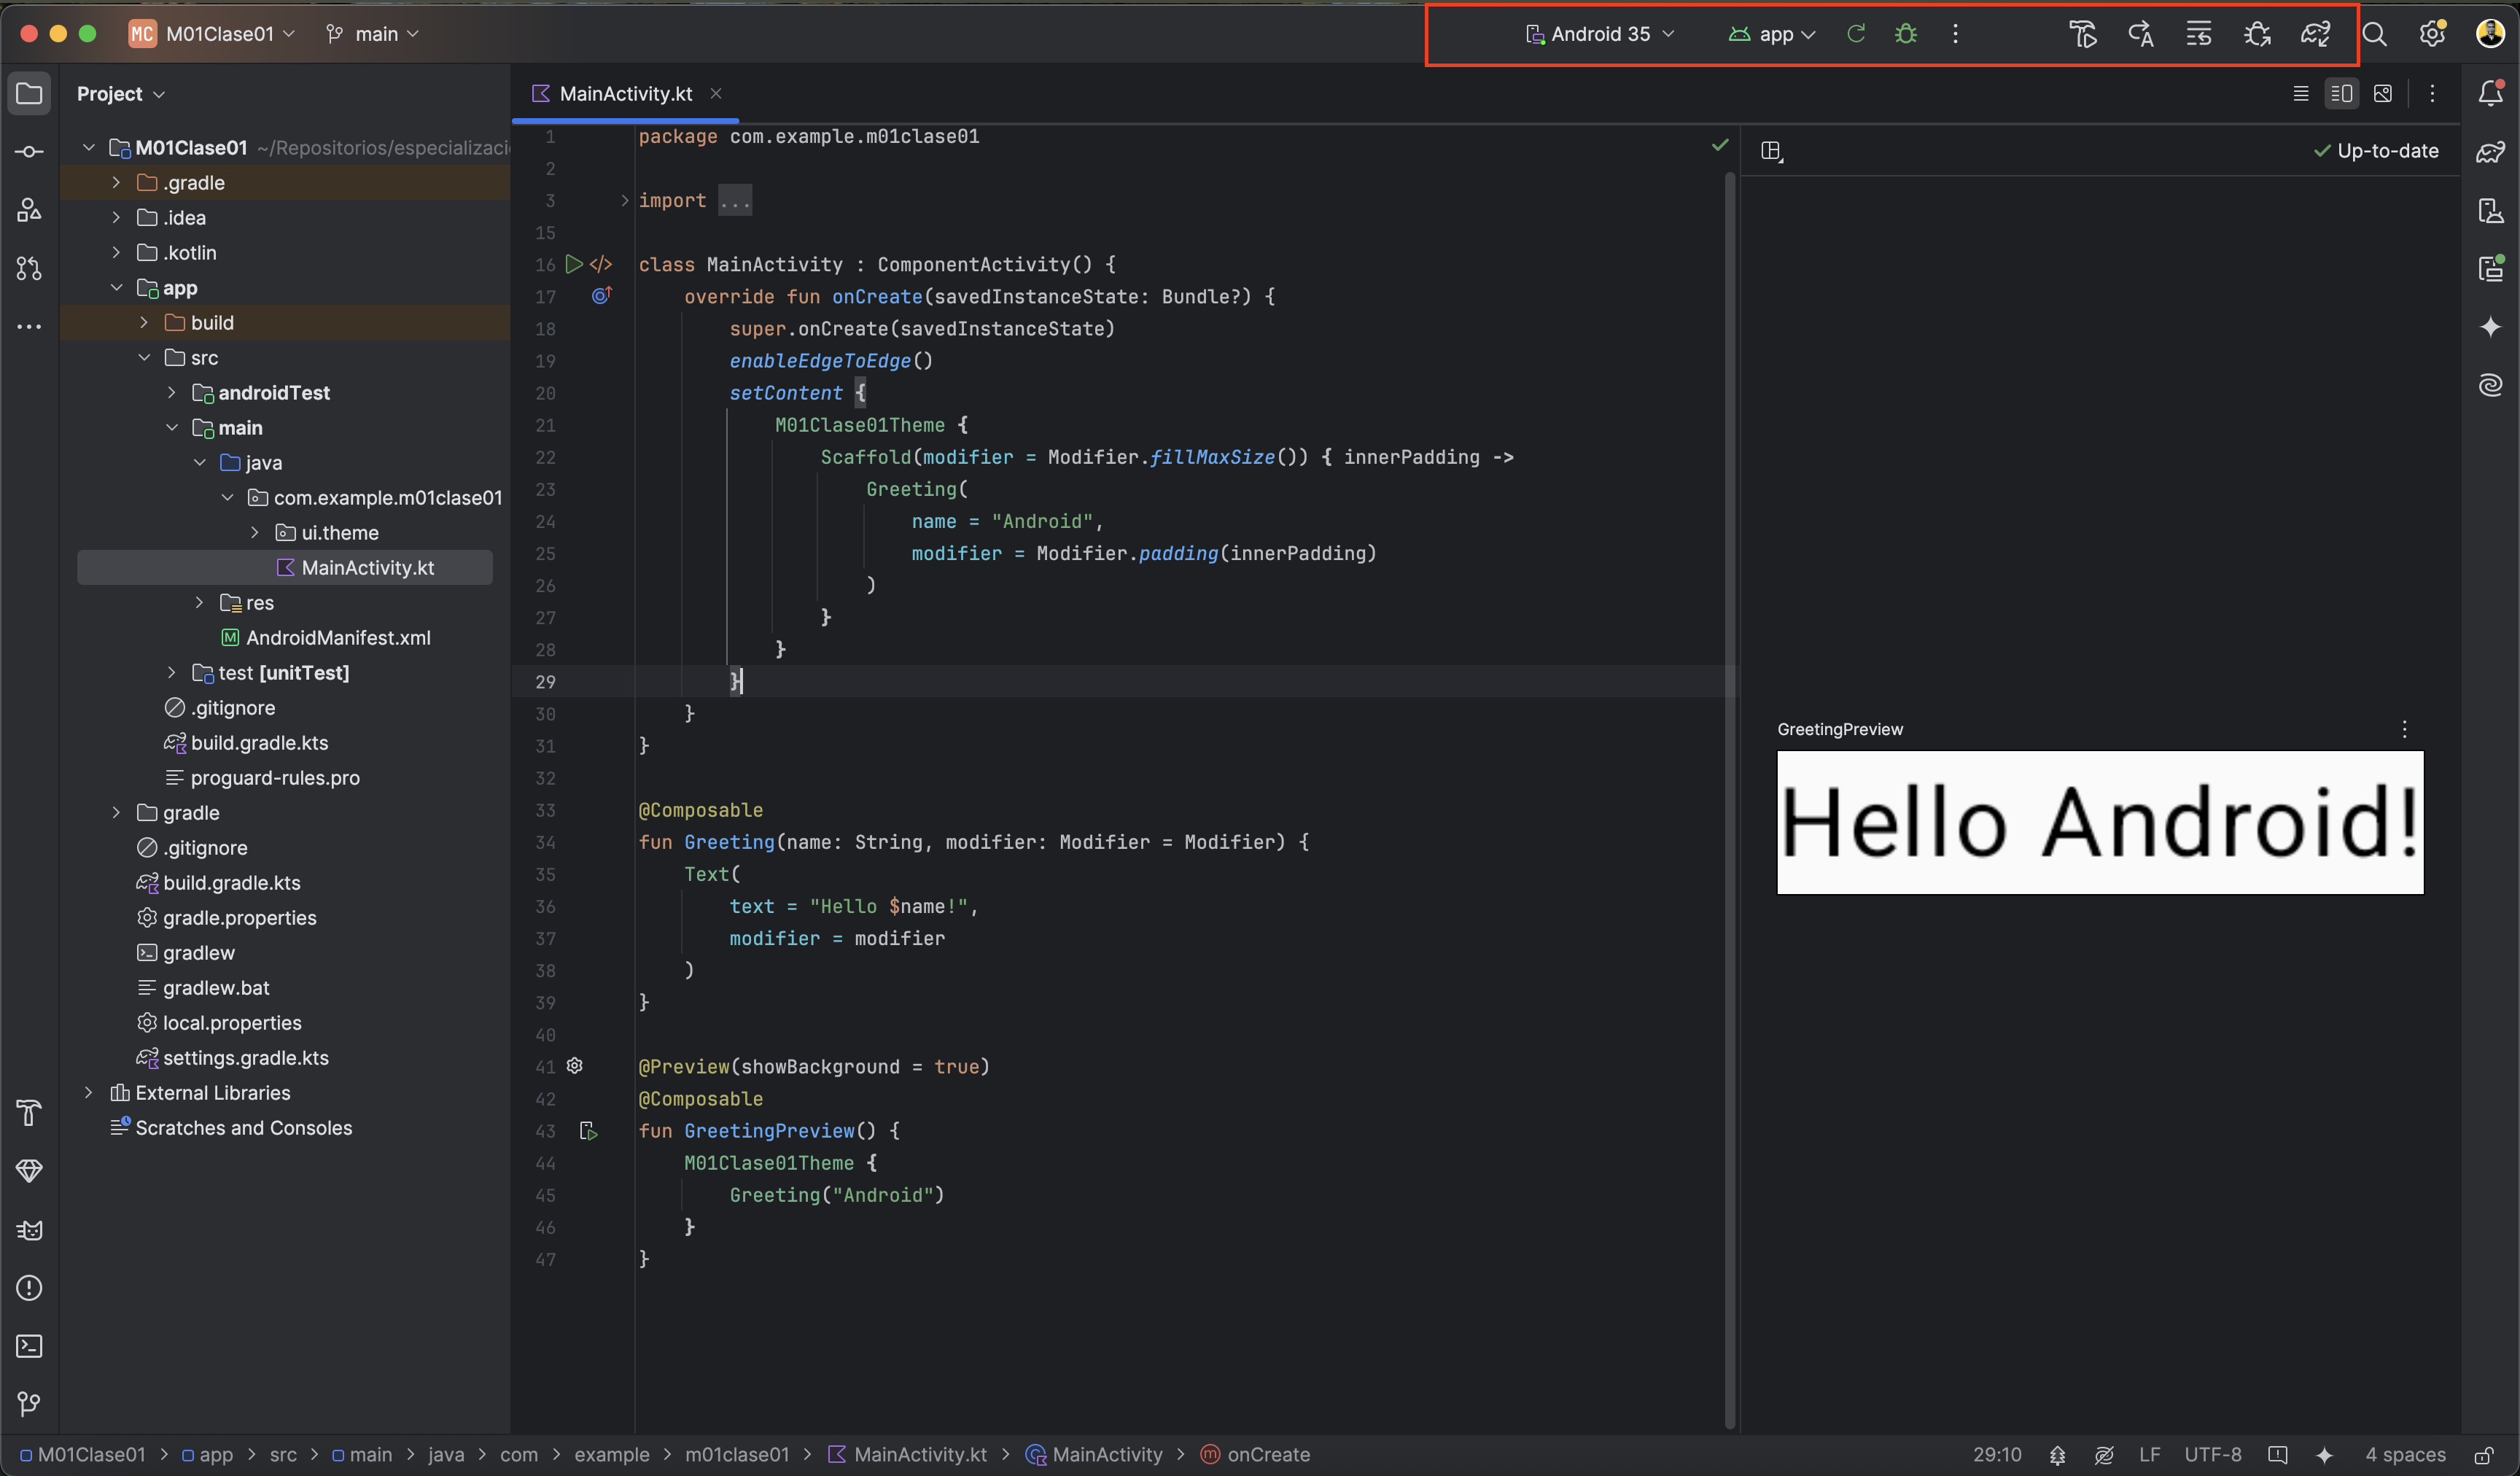 MC M01Clase01 main Android 35 app
Project
MainActivity.kt
M01Clase01 ~/Repositorios/especializaci
.gradle
.idea
.kotlin
app
build
src
androidTest
main
java
com.example.m01clase01
ui.theme
MainActivity.kt
res
AndroidManifest.xml
test [unitTest]
.gitignore
build.gradle.kts
proguard-rules.pro
gradle
.gitignore
build.gradle.kts
gradle.properties
gradlew
gradlew.bat
local.properties
settings.gradle.kts
External Libraries
Scratches and Consoles
1 package com.example.m01clase01
2
3 import ...
15
16 class MainActivity : ComponentActivity() {
17 override fun onCreate(savedInstanceState: Bundle?) {
18 super.onCreate(savedInstanceState)
19 enableEdgeToEdge()
20 setContent {
21 M01Clase01Theme {
22 Scaffold(modifier = Modifier.fillMaxSize()) { innerPadding ->
23 Greeting(
24 name = "Android",
25 modifier = Modifier.padding(innerPadding)
26 )
27 }
28 }
29 }
30 }
31 }
32
33 @Composable
34 fun Greeting(name: String, modifier: Modifier = Modifier) {
35 Text(
36 text = "Hello $name!",
37 modifier = modifier
38 )
39 }
40
41 @Preview(showBackground = true)
42 @Composable
43 fun GreetingPreview() {
44 M01Clase01Theme {
45 Greeting("Android")
46 }
47 }
Up-to-date
GreetingPreview
Hello Android!
M01Clase01 > app > src > main > java > com > example > m01clase01 > MainActivity.kt > MainActivity > onCreate
29:10 LF UTF-8 4 spaces